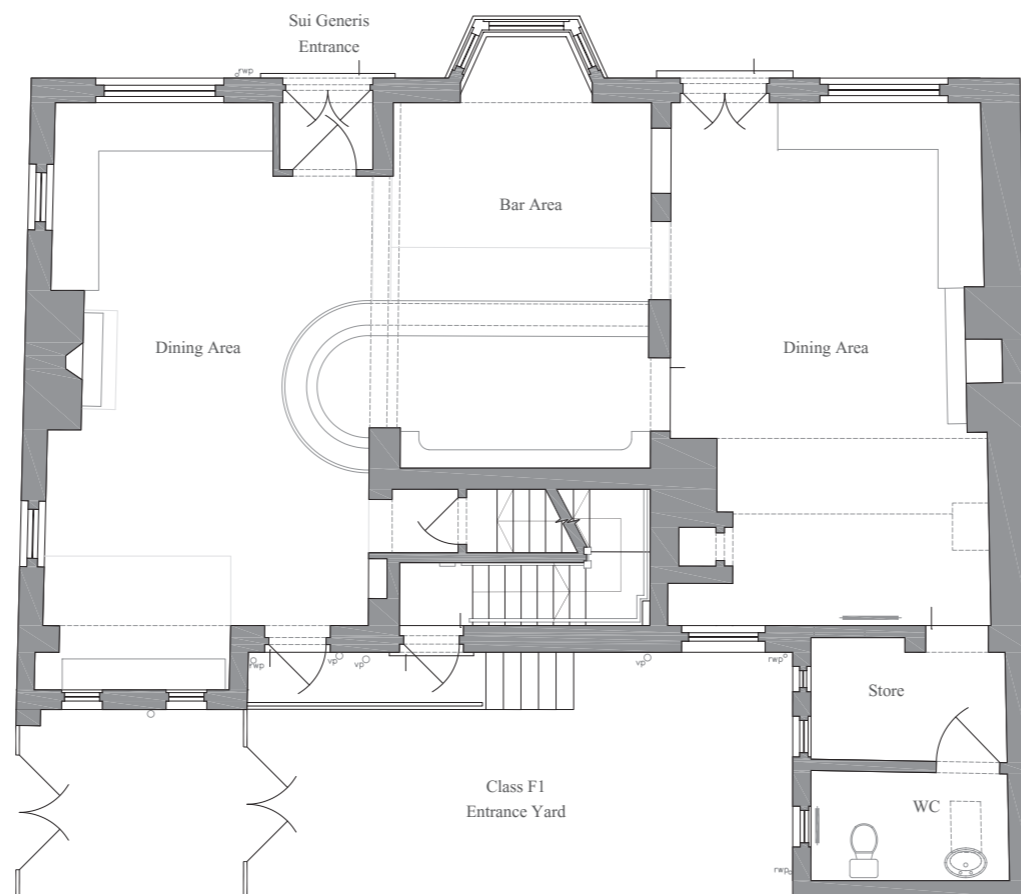 Sui Generis
Entrance
rwp
Bar Area
Dining Area
Dining Area
rwp
vp
vp
vp
rwp
Store
Class F1
Entrance Yard
WC
rwp